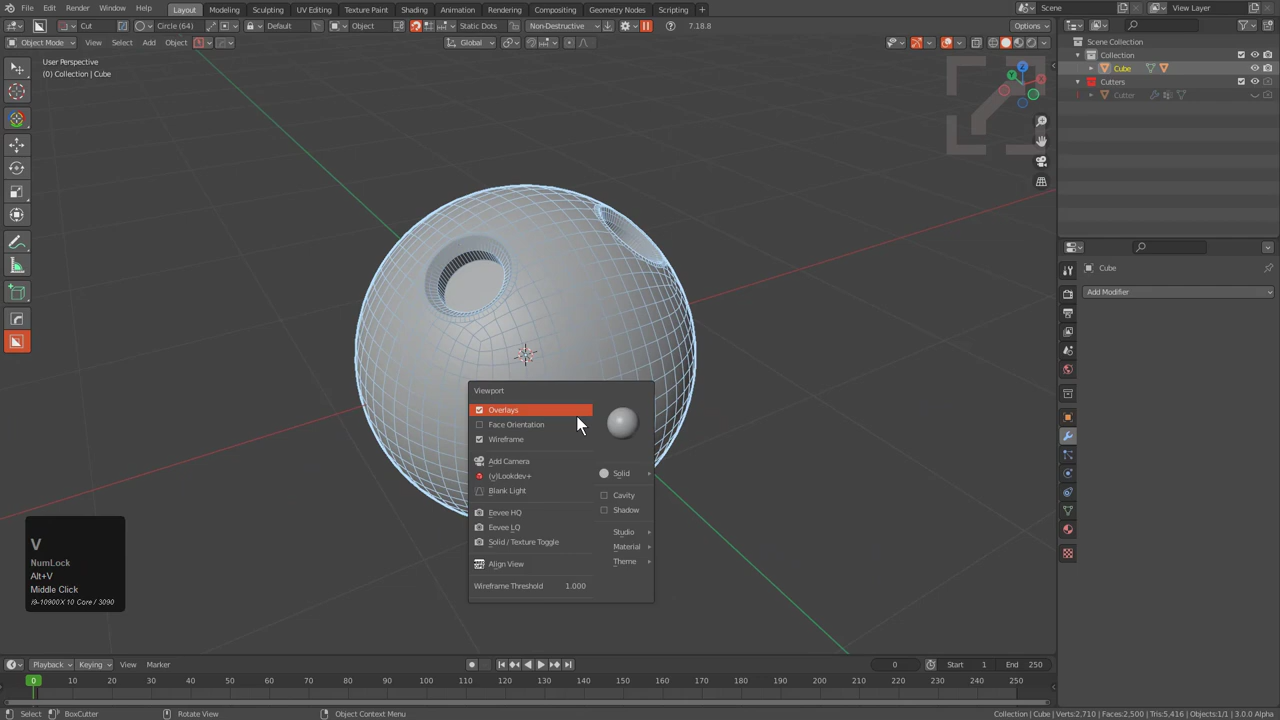 File Edit Render Window Help Layout Modeling Sculpting UV Editing Texture Paint Shading Animation Rendering Compositing Geometry Nodes Scripting + Scene View Layer
Cut Circle (64) Default Object Static Dots Non-Destructive 7.18.8 Options
Object Mode View Select Add Object Global
User Perspective
(0) Collection | Cube
Scene Collection
Collection
Cube
Cutters
Cutter
Cube
Add Modifier
Viewport
Overlays
Face Orientation
Wireframe
Add Camera
(v)Lookdev+
Blank Light
Eevee HQ
Eevee LQ
Solid / Texture Toggle
Align View
Wireframe Threshold 1.000
Solid
Cavity
Shadow
Studio
Material
Theme
V
NumLock
Alt+V
Middle Click
i9-10900X 10 Core / 3090
Playback Keying View Marker 0 Start 1 End 250
0 10 20 30 40 50 60 70 80 90 100 110 120 130 140 150 160 170 180 190 200 210 220 230 240 250
Select BoxCutter Rotate View Object Context Menu Collection | Cube | Verts:2,710 | Faces:2,500 | Tris:5,416 | Objects:1/1 | 3.0.0 Alpha